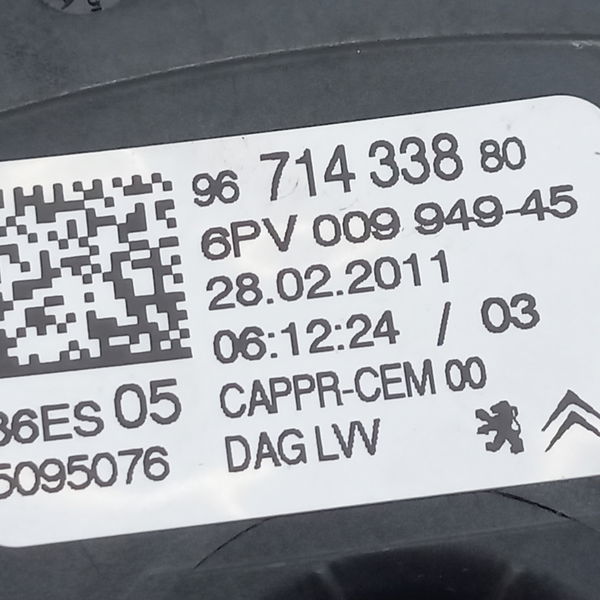 96 714 338 80
6PV 009 949-45
28.02.2011
06:12:24 / 03
CAPPR-CEM 00
DAG LVV
36ES 05
5095076